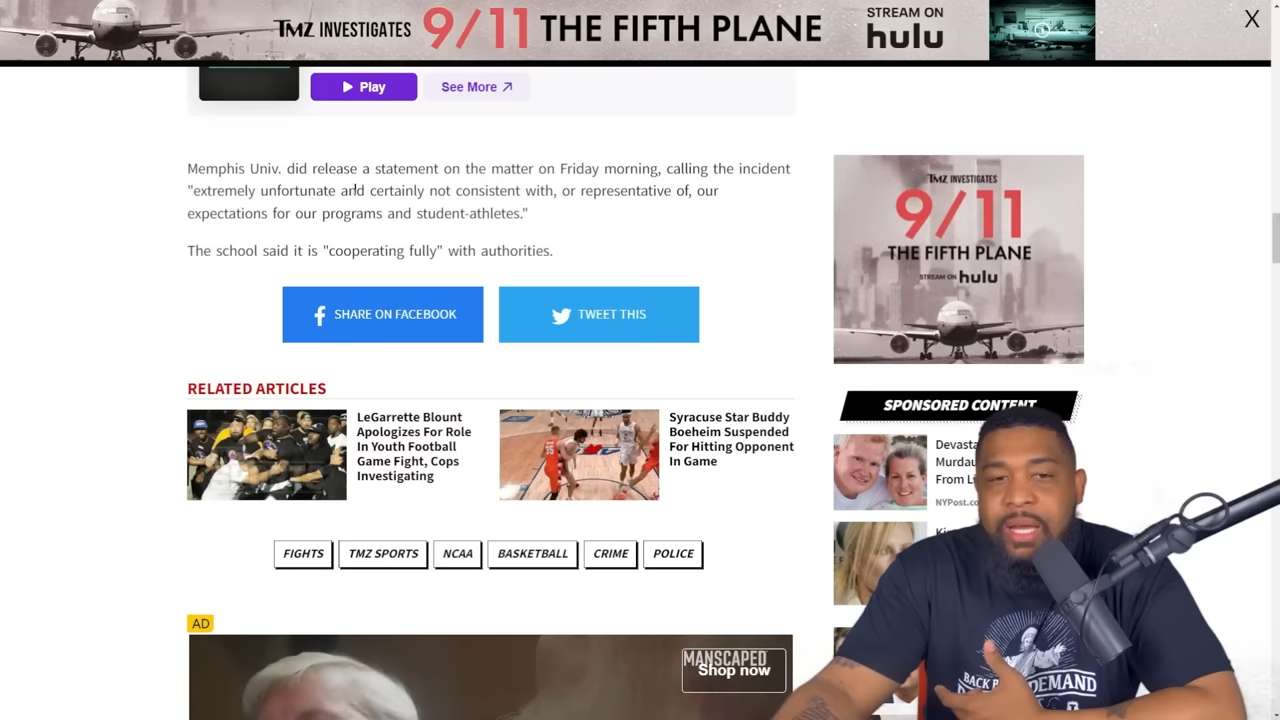 TMZ INVESTIGATES 9/11 THE FIFTH PLANE STREAM ON hulu X
Play See More
Memphis Univ. did release a statement on the matter on Friday morning, calling the incident
"extremely unfortunate and certainly not consistent with, or representative of, our
expectations for our programs and student-athletes."
The school said it is "cooperating fully" with authorities.
SHARE ON FACEBOOK TWEET THIS
RELATED ARTICLES
LeGarrette Blount
Apologizes For Role
In Youth Football
Game Fight, Cops
Investigating
Syracuse Star Buddy
Boeheim Suspended
For Hitting Opponent
In Game
FIGHTS TMZ SPORTS NCAA BASKETBALL CRIME POLICE
AD
MANSCAPED
Shop now
TMZ INVESTIGATES
9/11
THE FIFTH PLANE
STREAM ON hulu
SPONSORED CONTENT
From
NYPost.co
BACK DEMAND